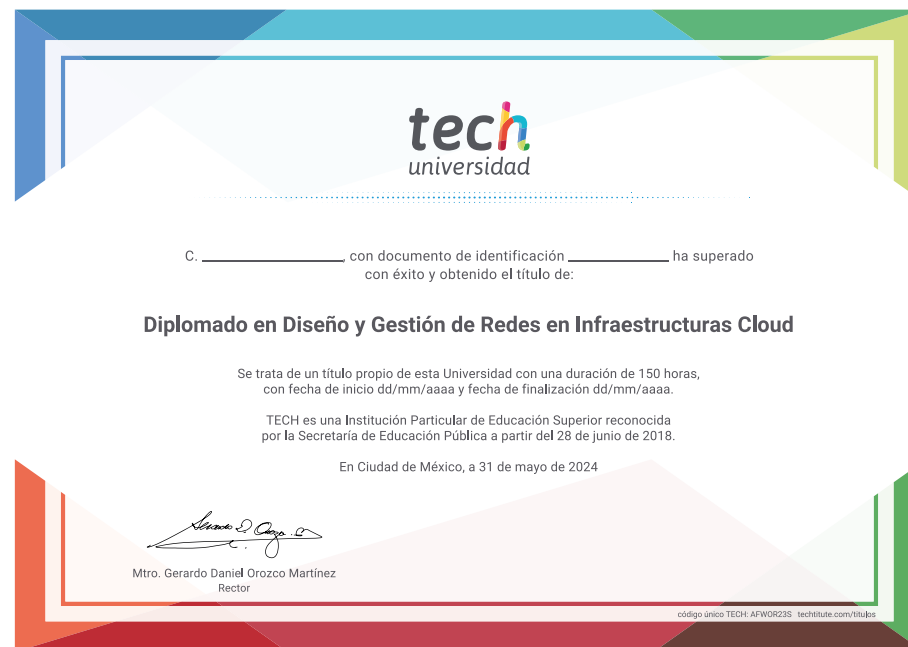 tech
universidad
C. ____________, con documento de identificación ____________ ha superado
con éxito y obtenido el título de:
Diplomado en Diseño y Gestión de Redes en Infraestructuras Cloud
Se trata de un título propio de esta Universidad con una duración de 150 horas,
con fecha de inicio dd/mm/aaaa y fecha de finalización dd/mm/aaaa.
TECH es una Institución Particular de Educación Superior reconocida
por la Secretaría de Educación Pública a partir del 28 de junio de 2018.
En Ciudad de México, a 31 de mayo de 2024
Mtro. Gerardo Daniel Orozco Martínez
Rector
código único TECH: AFWOR23S techtitute.com/titulos